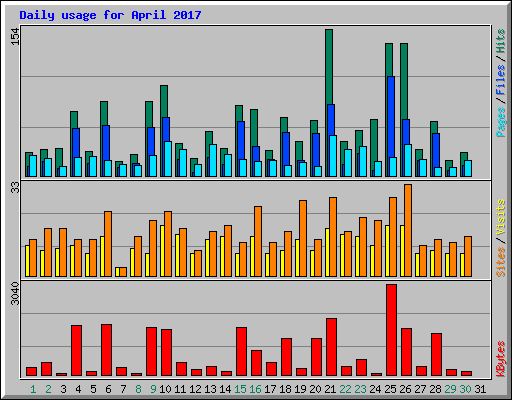 Daily usage for April 2017
154
33
3040
Pages / Files / Hits
Sites / Visits
KBytes
1 2 3 4 5 6 7 8 9 10 11 12 13 14 15 16 17 18 19 20 21 22 23 24 25 26 27 28 29 30 31